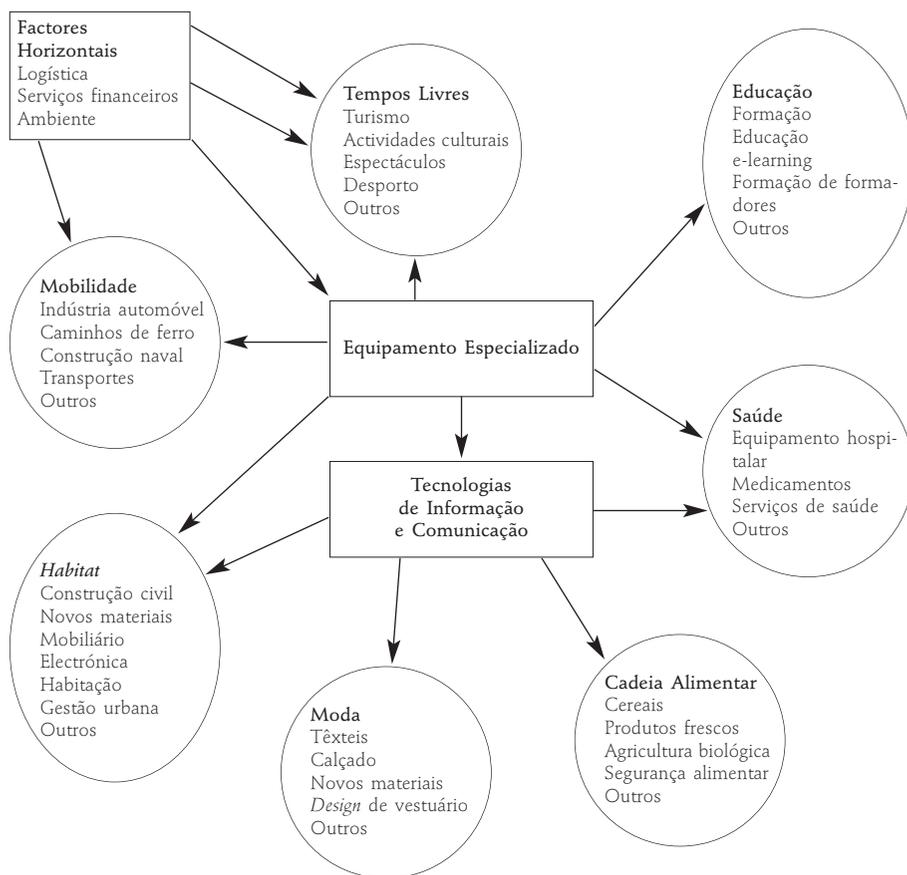 Factores
Horizontais
Logística
Serviços financeiros
Ambiente
Tempos Livres
Turismo
Actividades culturais
Espectáculos
Desporto
Outros
Educação
Formação
Educação
e-learning
Formação de forma-
dores
Outros
Mobilidade
Indústria automóvel
Caminhos de ferro
Construção naval
Transportes
Outros
Equipamento Especializado
Saúde
Equipamento hospi-
talar
Medicamentos
Serviços de saúde
Outros
Tecnologias
de Informação
e Comunicação
Habitat
Construção civil
Novos materiais
Mobiliário
Electrónica
Habitação
Gestão urbana
Outros
Moda
Têxteis
Calçado
Novos materiais
Design de vestuário
Outros
Cadeia Alimentar
Cereais
Produtos frescos
Agricultura biológica
Segurança alimentar
Outros